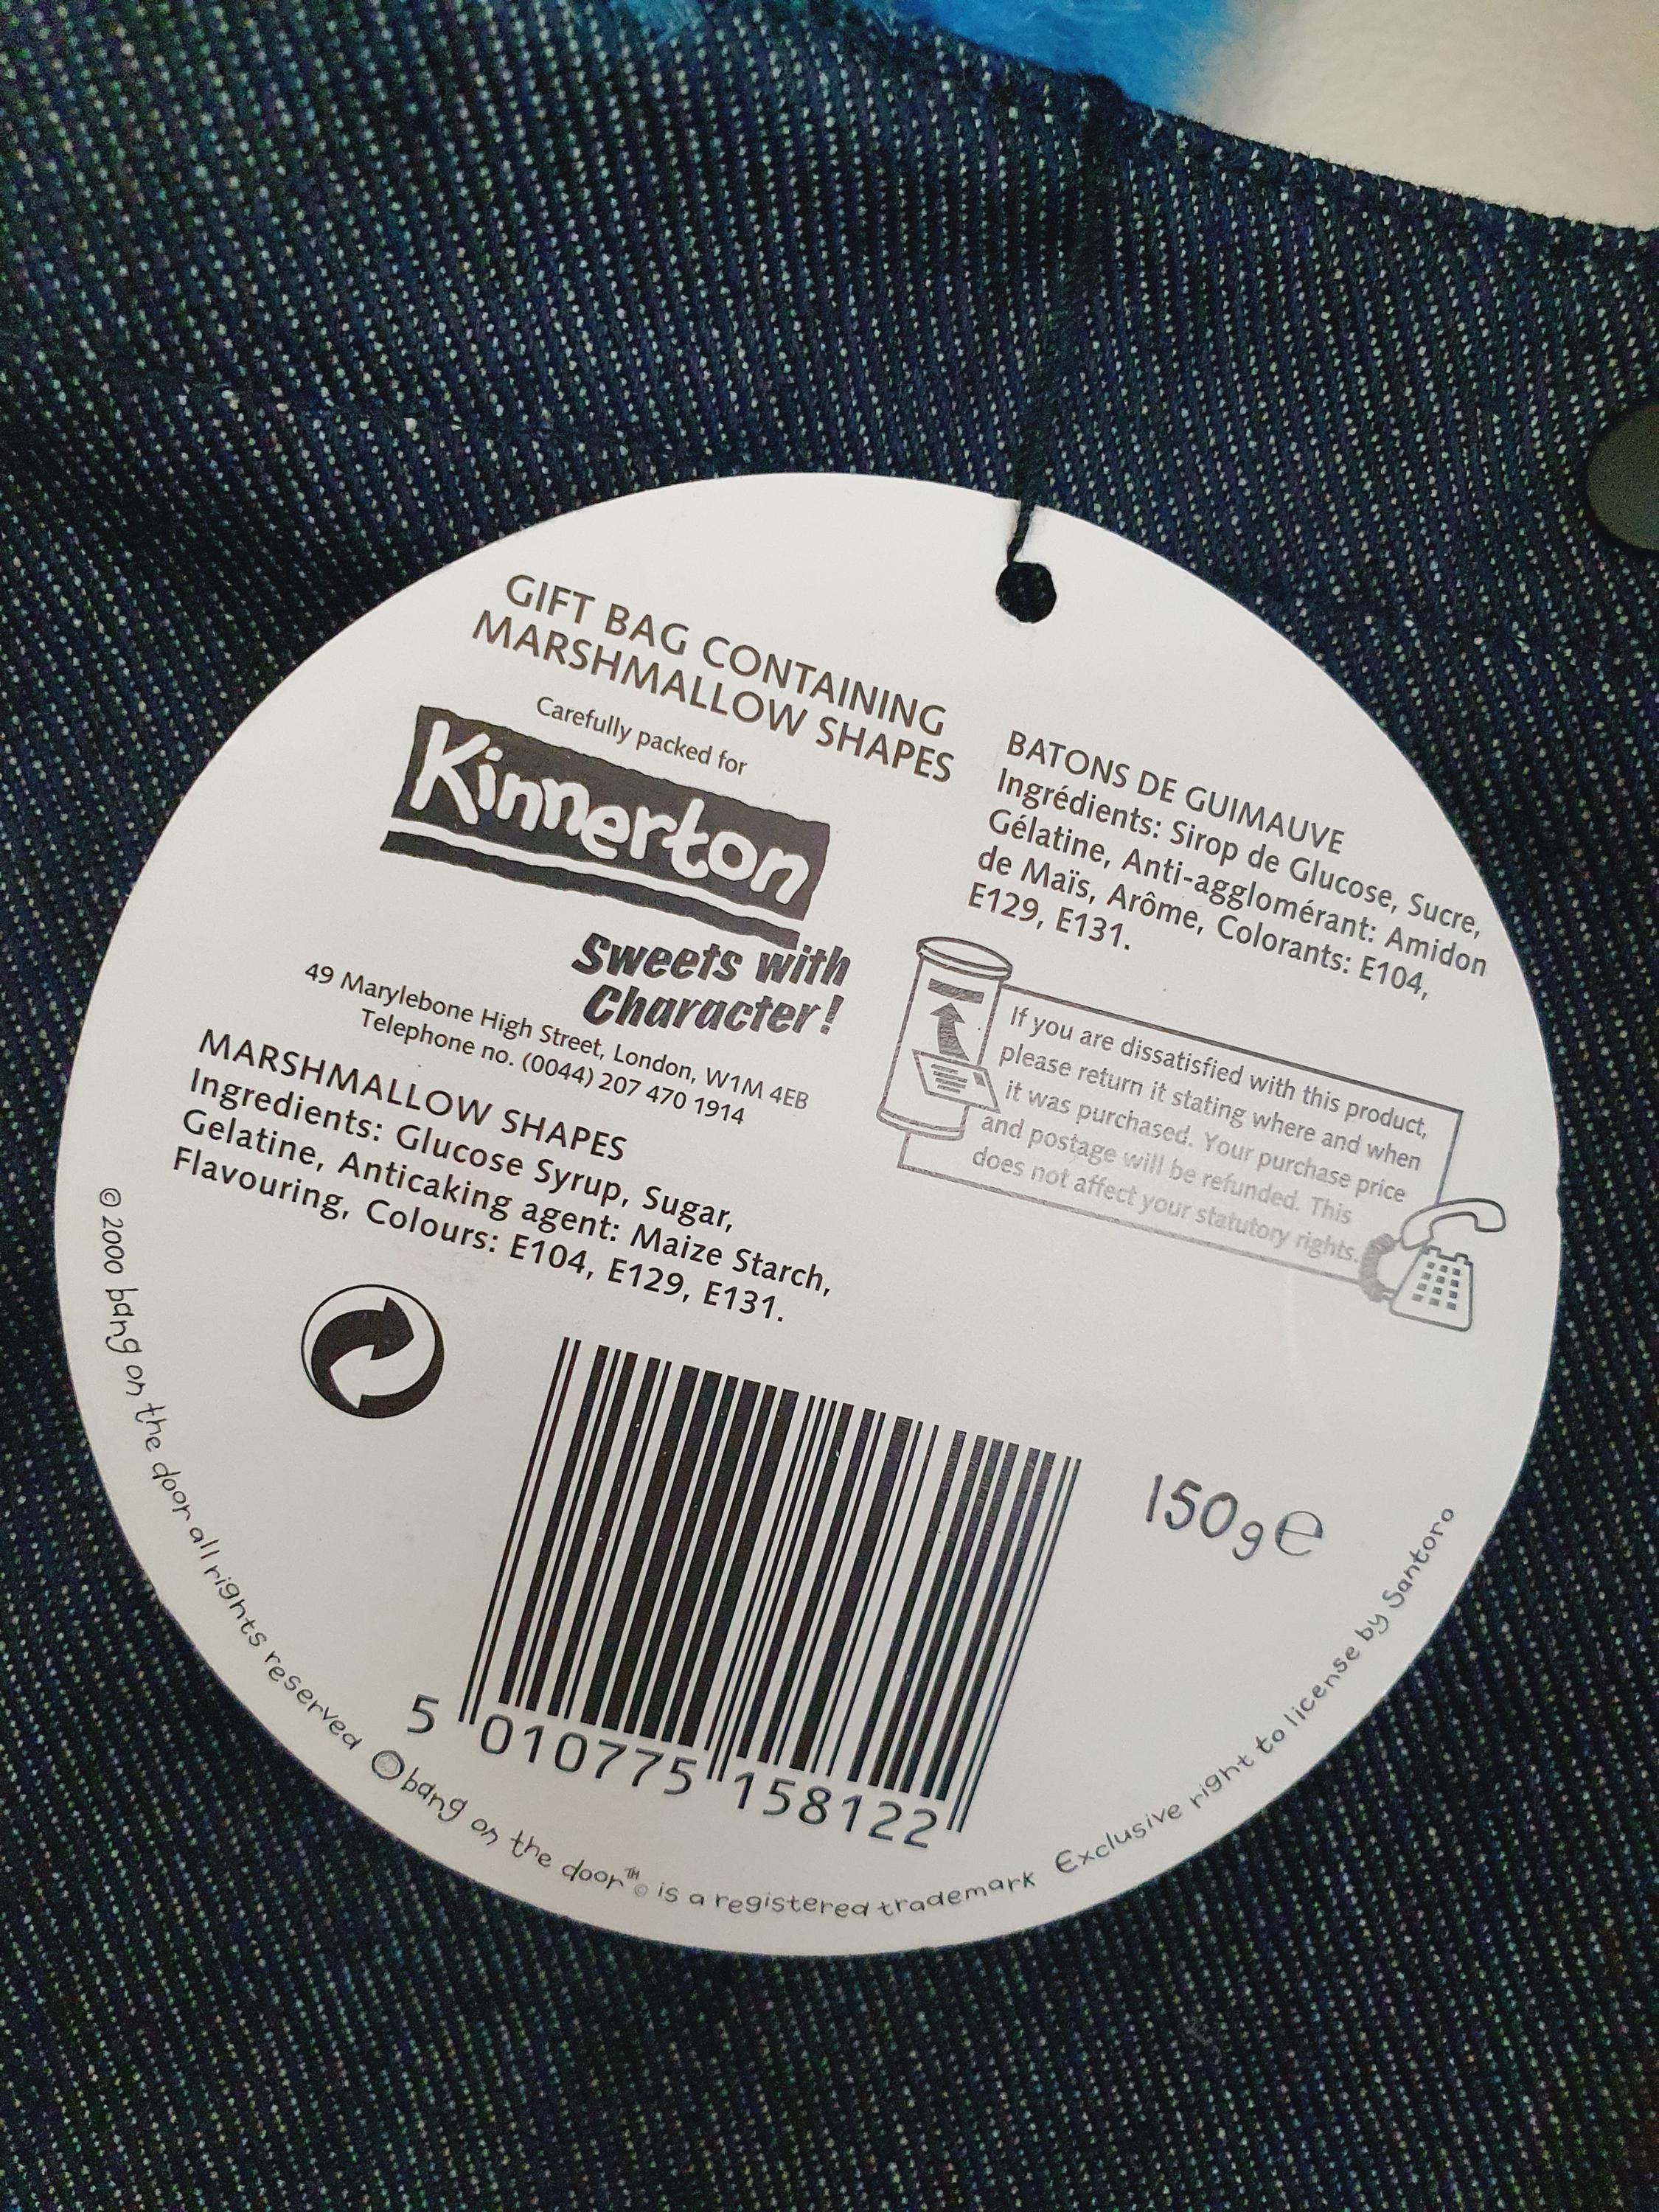 GIFT BAG CONTAINING
MARSHMALLOW SHAPES
Carefully packed for
Kinnerton
Sweets with
Character!
49 Marylebone High Street, London, W1M 4EB
Telephone no. (0044) 207 470 1914
MARSHMALLOW SHAPES
Ingredients: Glucose Syrup, Sugar,
Gelatine, Anticaking agent: Maize Starch,
Flavouring, Colours: E104, E129, E131.
BATONS DE GUIMAUVE
Ingrédients: Sirop de Glucose, Sucre,
Gélatine, Anti-agglomérant: Amidon
de Maïs, Arôme, Colorants: E104,
E129, E131.
If you are dissatisfied with this product,
please return it stating where and when
it was purchased. Your purchase price
and postage will be refunded. This
does not affect your statutory rights.
5 010775 158122
150g e
© 2000 bang on the door all rights reserved bang on the door™© is a registered trademark Exclusive right to license by Santoro